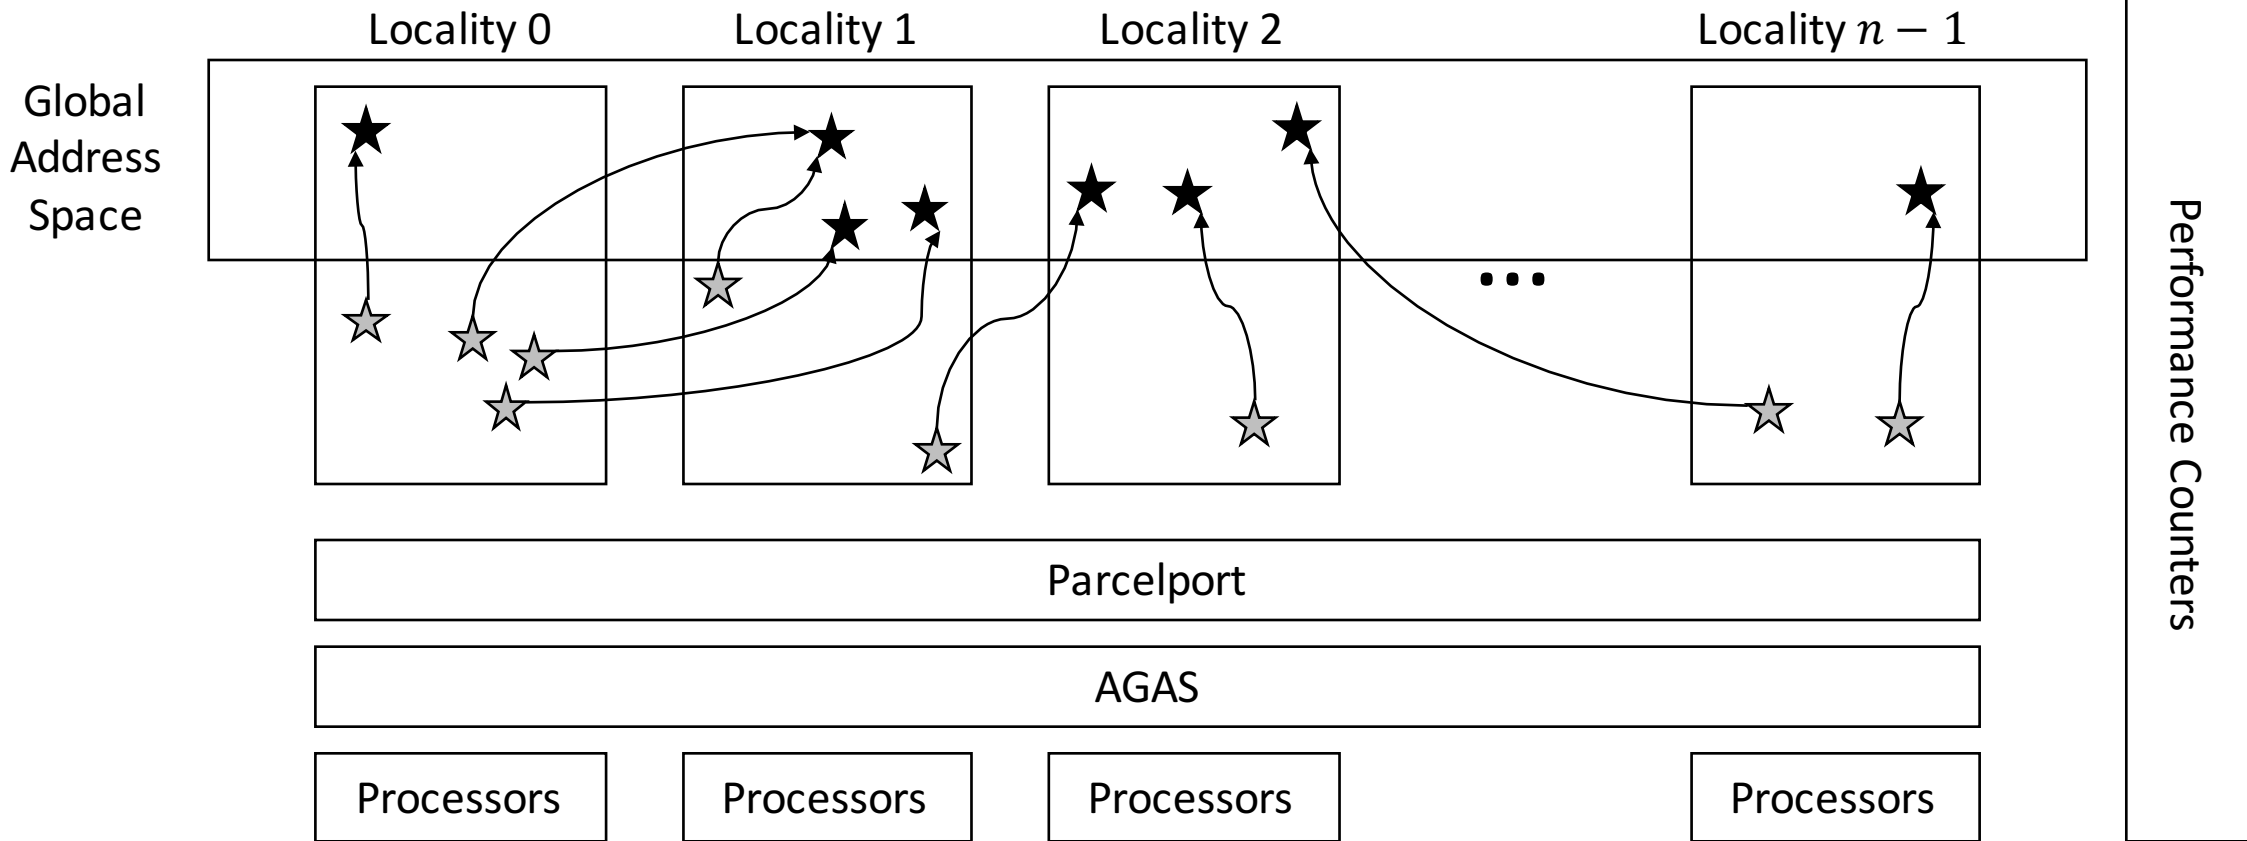 Locality 0
Locality 1
Locality 2
Locality n − 1
Global
Address
Space
...
Performance Counters
Parcelport
AGAS
Processors
Processors
Processors
Processors